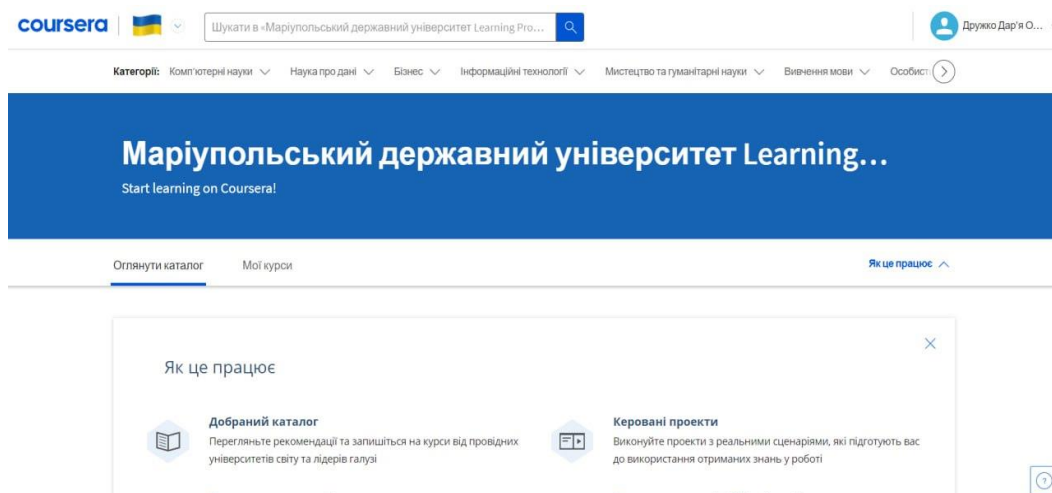 coursera
Шукати в «Маріупольський державний університет Learning Pro...
Дружко Дар'я О...
Категорії: Комп'ютерні науки Наука про дані Бізнес Інформаційні технології Мистецтво та гуманітарні науки Вивчення мови Особист
Маріупольський державний університет Learning...
Start learning on Coursera!
Оглянути каталог Мої курси Як це працює
Як це працює
Добраний каталог
Перегляньте рекомендації та запишіться на курси від провідних
університетів світу та лідерів галузі
Керовані проекти
Виконуйте проекти з реальними сценаріями, які підготують вас
до використання отриманих знань у роботі